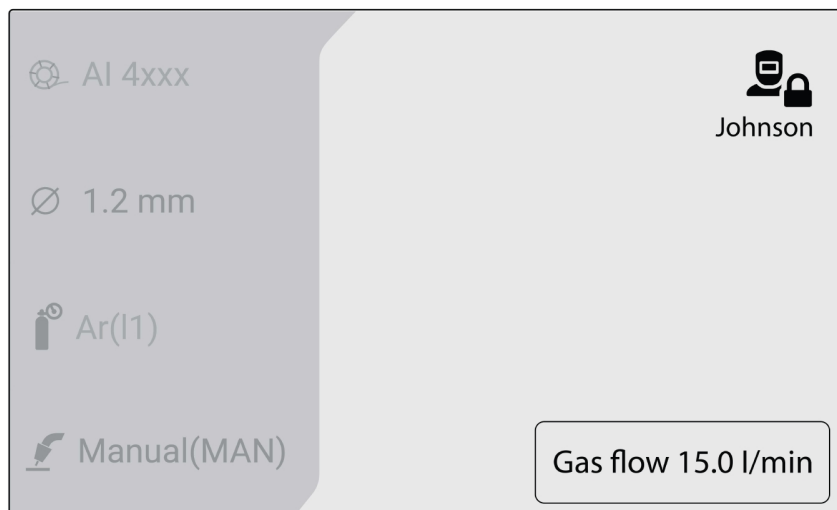 Al 4xxx
Johnson
1.2 mm
Ar(I1)
Manual(MAN)
Gas flow 15.0 l/min